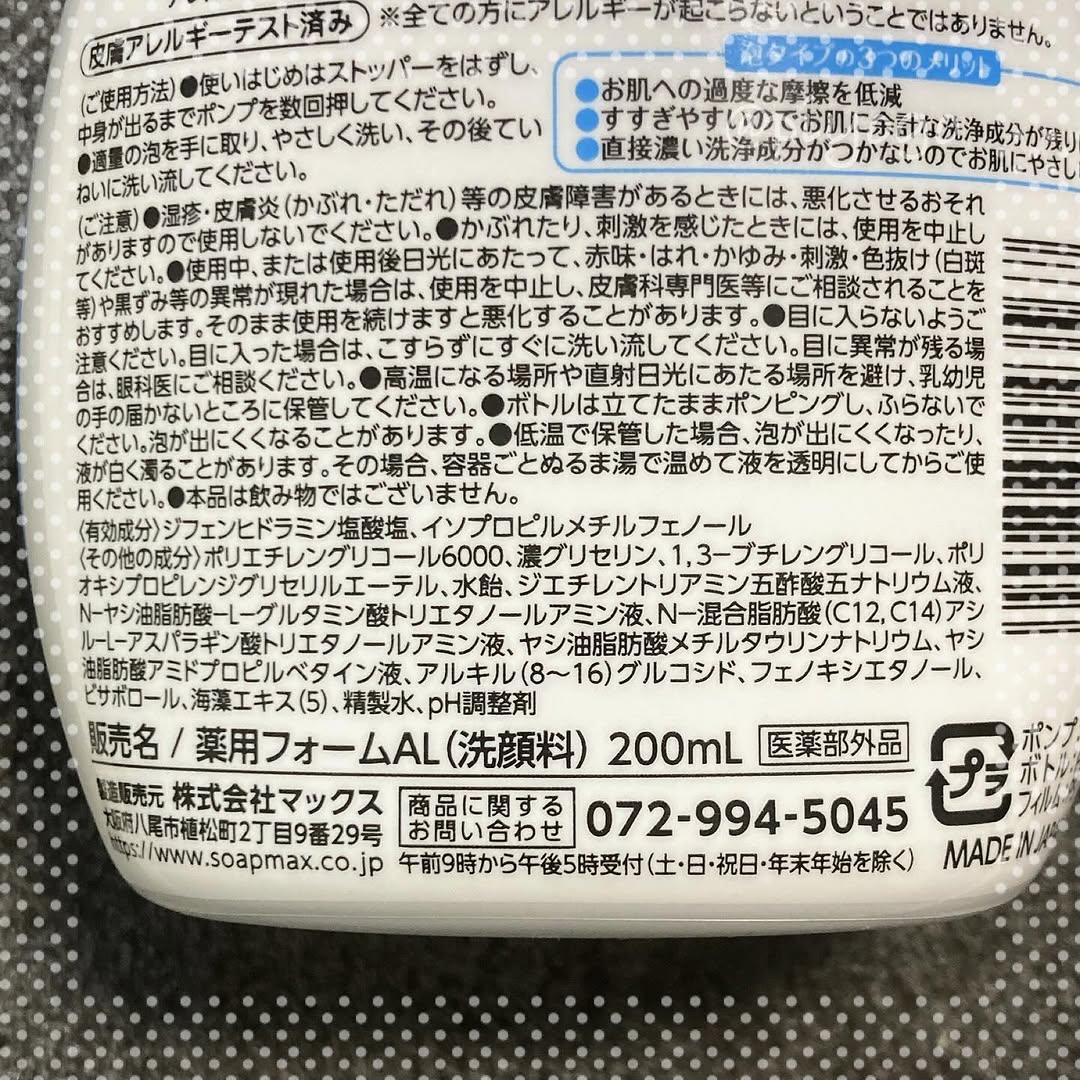 皮膚アレルギーテスト済み ※全ての方にアレルギーが起こらないということではありません。
(ご使用方法)●使いはじめはストッパーをはずし、
中身が出るまでポンプを数回押してください。
●適量の泡を手に取り、やさしく洗い、その後てい
ねいに洗い流してください。
泡タイプの3つのメリット
●お肌への過度な摩擦を低減
●すすぎやすいのでお肌に余計な洗浄成分が残り
●直接濃い洗浄成分がつかないのでお肌にやさし
(ご注意)●湿疹・皮膚炎(かぶれ・ただれ)等の皮膚障害があるときには、悪化させるおそれ
がありますので使用しないでください。●かぶれたり、刺激を感じたときには、使用を中止し
てください。●使用中、または使用後日光にあたって、赤味・はれ・かゆみ・刺激・色抜け(白斑
等)や黒ずみ等の異常が現れた場合は、使用を中止し、皮膚科専門医等にご相談されることを
おすすめします。そのまま使用を続けますと悪化することがあります。●目に入らないようご
注意ください。目に入った場合は、こすらずにすぐに洗い流してください。目に異常が残る場
合は、眼科医にご相談ください。●高温になる場所や直射日光にあたる場所を避け、乳幼児
の手の届かないところに保管してください。●ボトルは立てたままポンピングし、ふらないで
ください。泡が出にくくなることがあります。●低温で保管した場合、泡が出にくくなったり、
液が白く濁ることがあります。その場合、容器ごとぬるま湯で温めて液を透明にしてからご使
用ください。●本品は飲み物ではございません。
〈有効成分〉ジフェンヒドラミン塩酸塩、イソプロピルメチルフェノール
〈その他の成分〉ポリエチレングリコール6000、濃グリセリン、1,3-ブチレングリコール、ポリ
オキシプロピレンジグリセリルエーテル、水飴、ジエチレントリアミン五酢酸五ナトリウム液、
N-ヤシ油脂肪酸-L-グルタミン酸トリエタノールアミン液、N-混合脂肪酸(C12,C14)アシ
ル-L-アスパラギン酸トリエタノールアミン液、ヤシ油脂肪酸メチルタウリンナトリウム、ヤシ
油脂肪酸アミドプロピルベタイン液、アルキル(8〜16)グルコシド、フェノキシエタノール、
ビサボロール、海藻エキス(5)、精製水、pH調整剤
販売名 / 薬用フォームAL(洗顔料) 200mL 医薬部外品
製造販売元 株式会社マックス
大阪府八尾市植松町2丁目9番29号
https://www.soapmax.co.jp
商品に関する
お問い合わせ
072-994-5045
午前9時から午後5時受付(土・日・祝日・年末年始を除く)
プラ
ポンプ
ボトル
フィルム
MADE IN